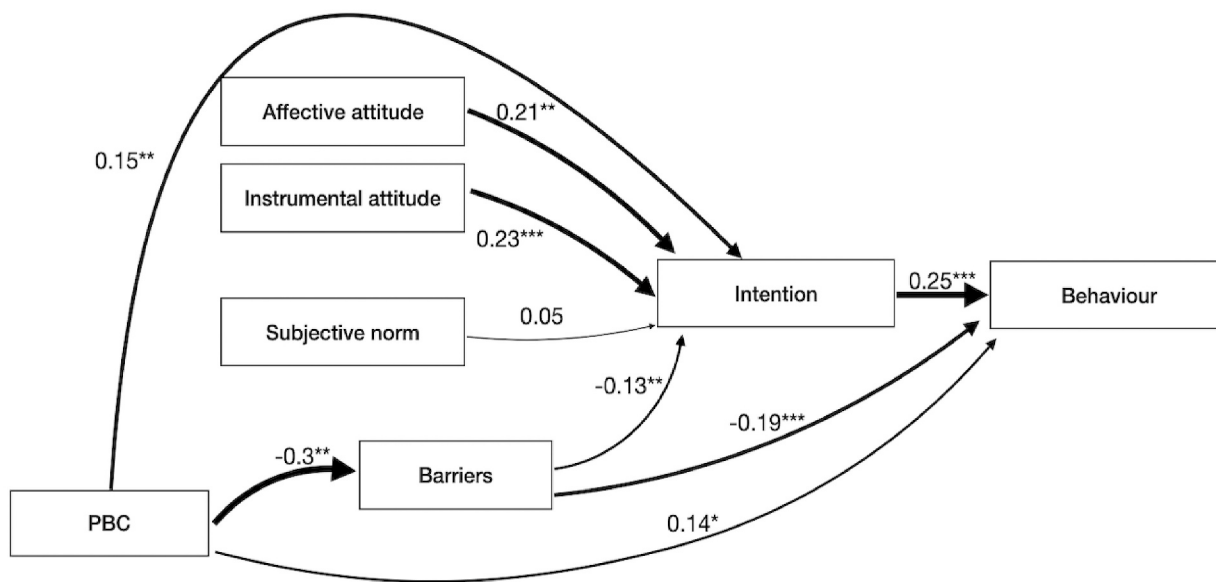 Affective attitude
0.21**
0.15**
Instrumental attitude
0.23***
Intention
0.25***
Behaviour
Subjective norm
0.05
-0.13**
-0.19***
-0.3**
Barriers
PBC
0.14*